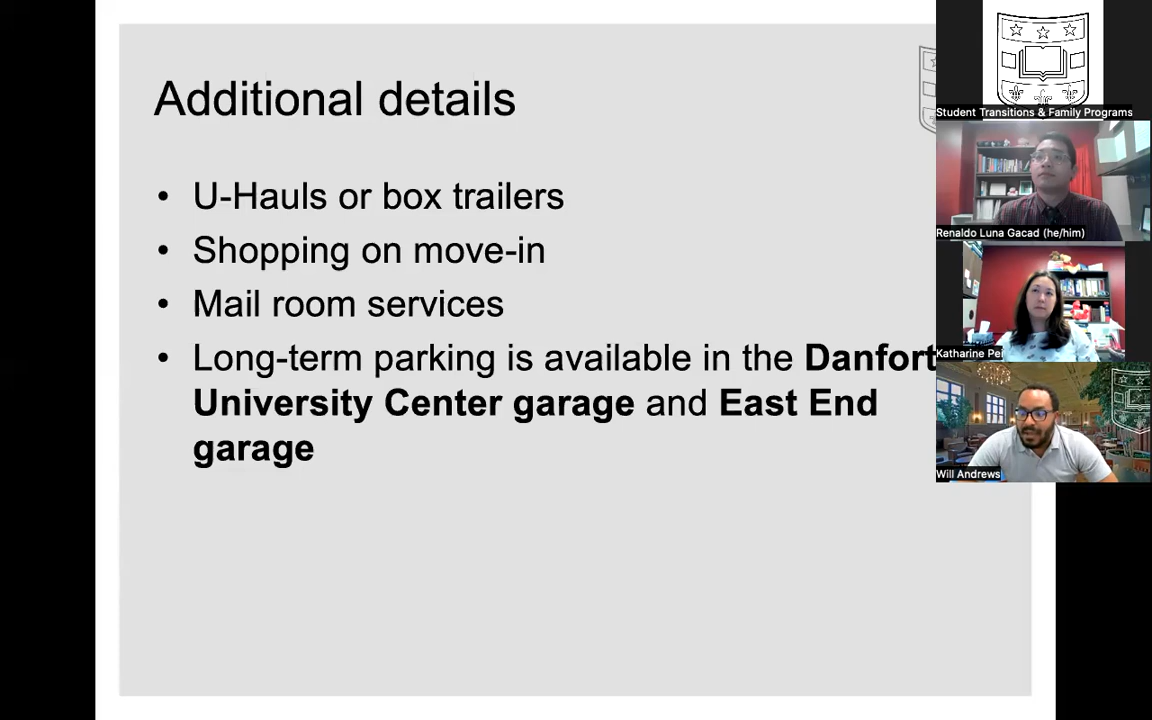 Additional details
• U-Hauls or box trailers
• Shopping on move-in
• Mail room services
• Long-term parking is available in the Danfort
University Center garage and East End
garage
Student Transitions & Family Programs
Renaldo Luna Gacad (he/him)
Katharine Pei
Will Andrews